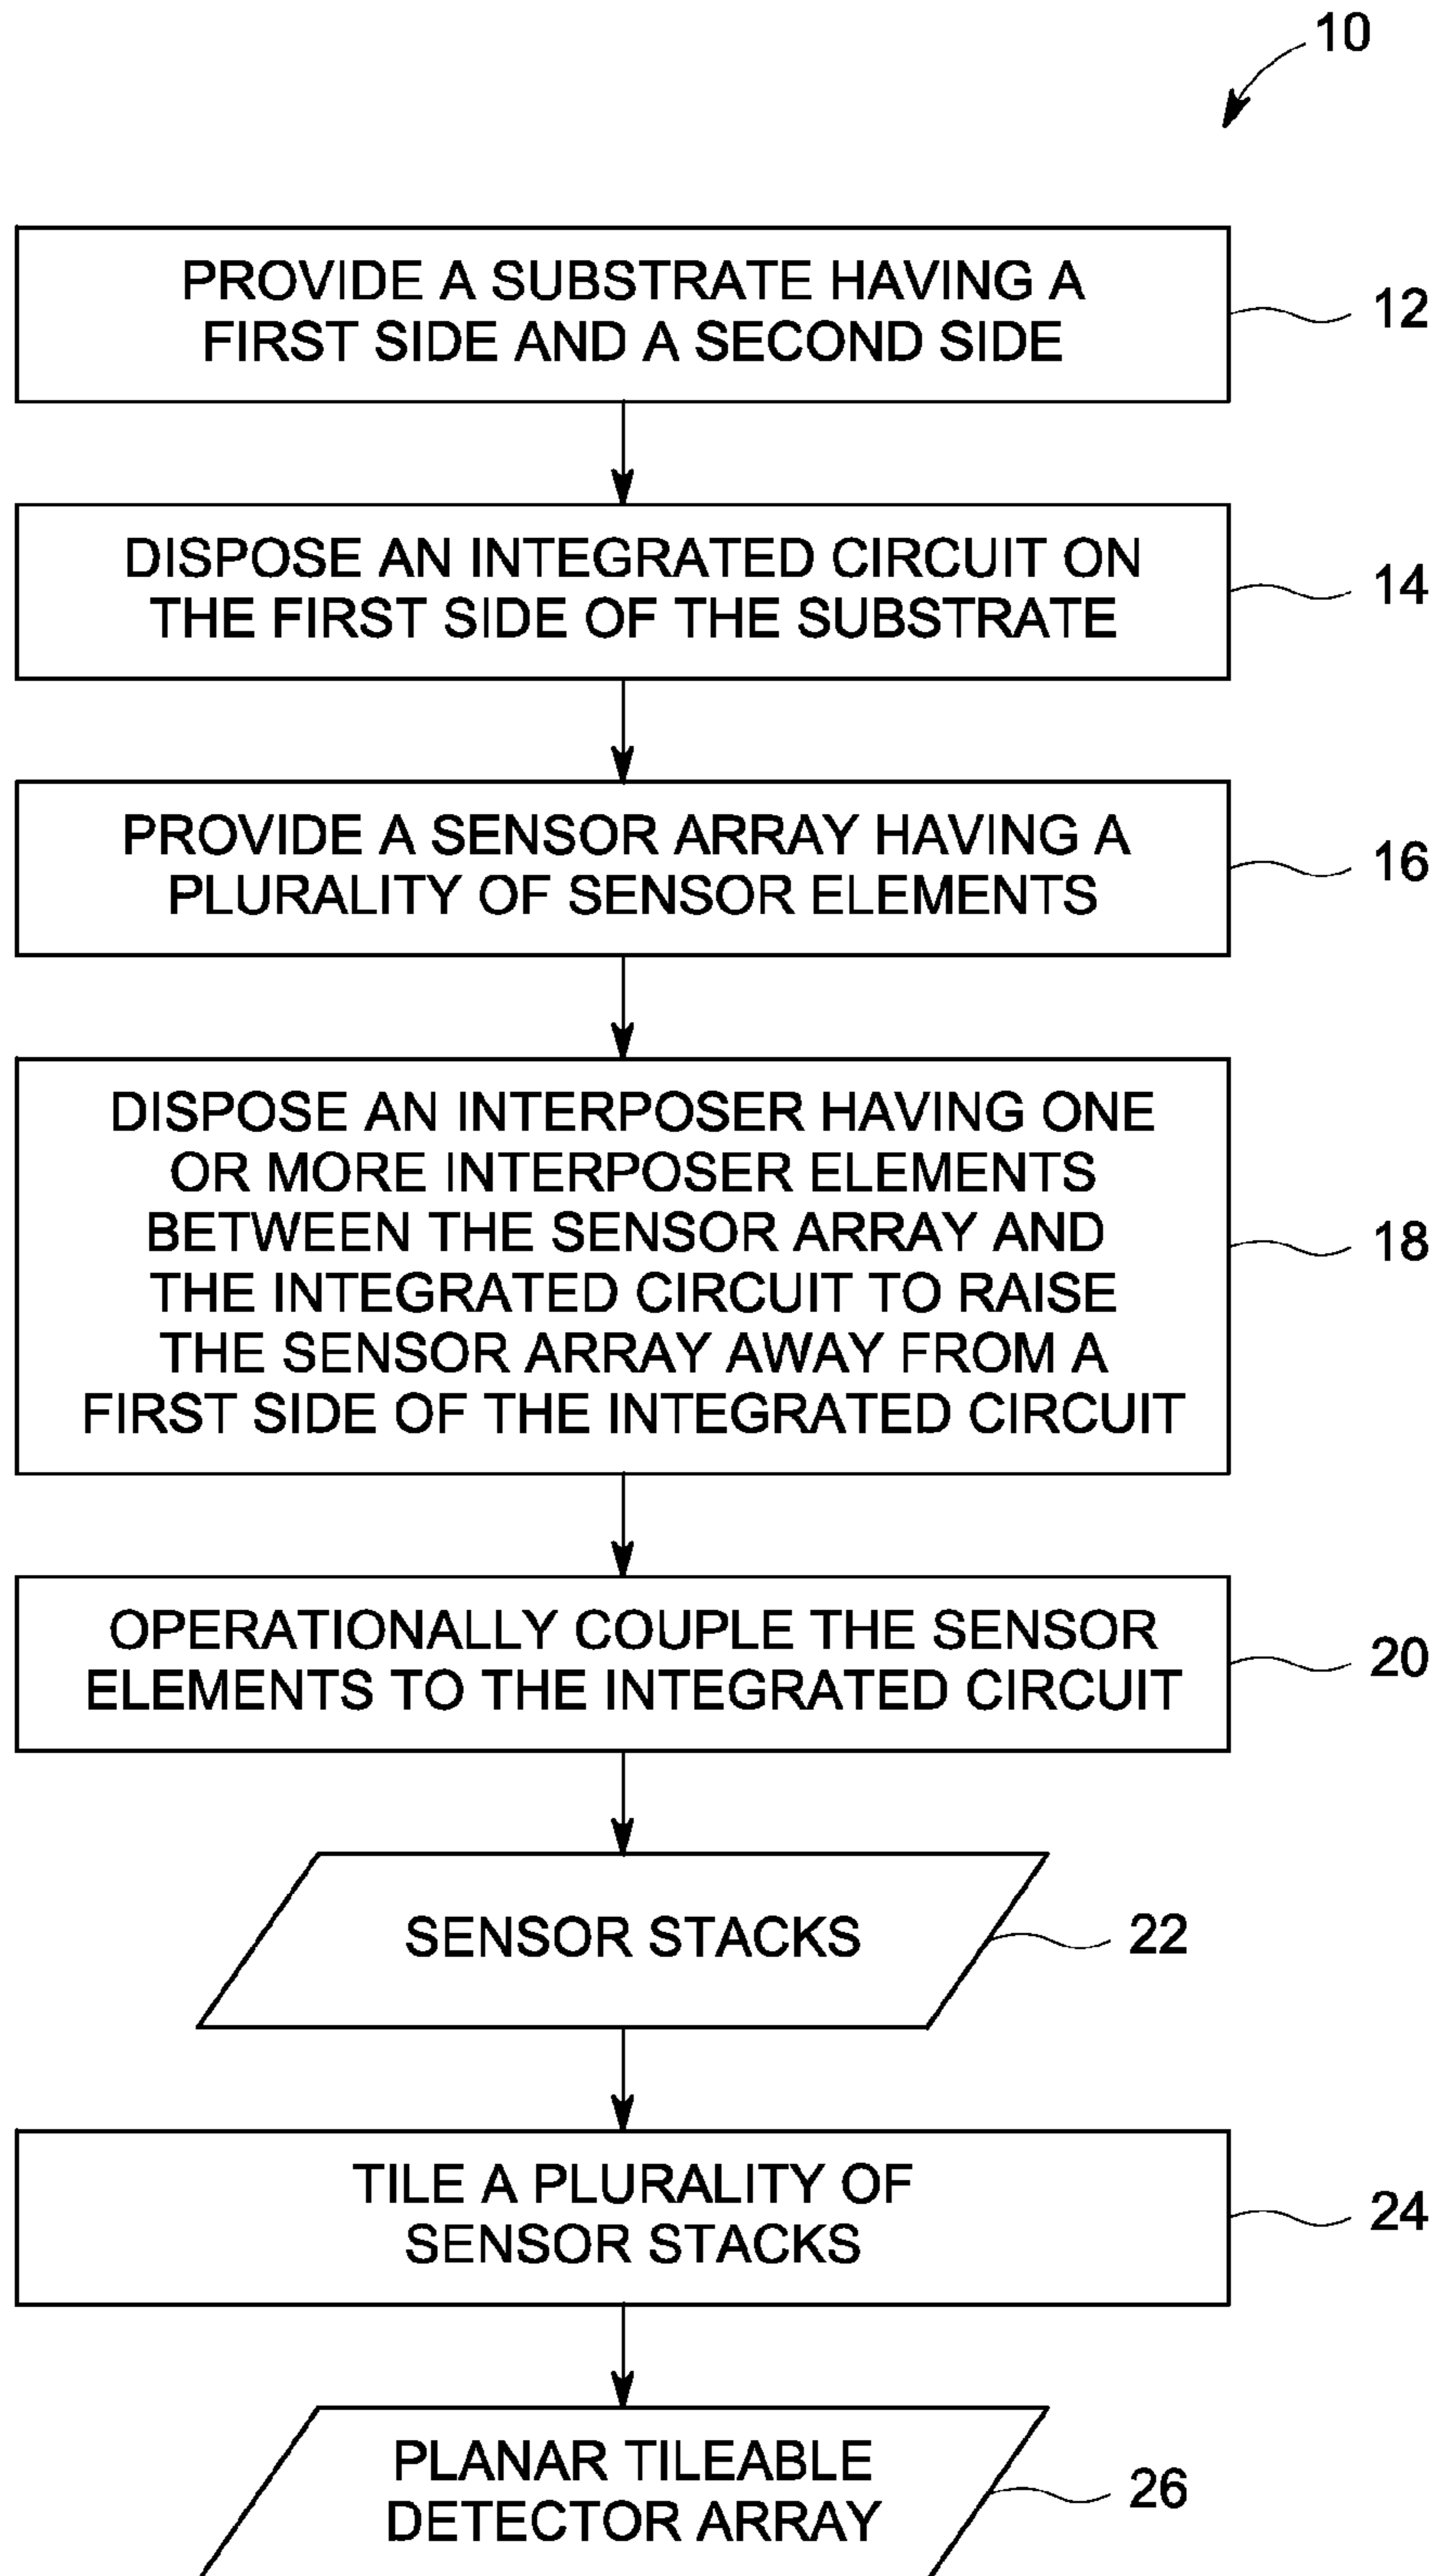 10
PROVIDE A SUBSTRATE HAVING A
FIRST SIDE AND A SECOND SIDE
12
DISPOSE AN INTEGRATED CIRCUIT ON
THE FIRST SIDE OF THE SUBSTRATE
14
PROVIDE A SENSOR ARRAY HAVING A
PLURALITY OF SENSOR ELEMENTS
16
DISPOSE AN INTERPOSER HAVING ONE
OR MORE INTERPOSER ELEMENTS
BETWEEN THE SENSOR ARRAY AND
THE INTEGRATED CIRCUIT TO RAISE
THE SENSOR ARRAY AWAY FROM A
FIRST SIDE OF THE INTEGRATED CIRCUIT
18
OPERATIONALLY COUPLE THE SENSOR
ELEMENTS TO THE INTEGRATED CIRCUIT
20
SENSOR STACKS
22
TILE A PLURALITY OF
SENSOR STACKS
24
PLANAR TILEABLE
DETECTOR ARRAY
26